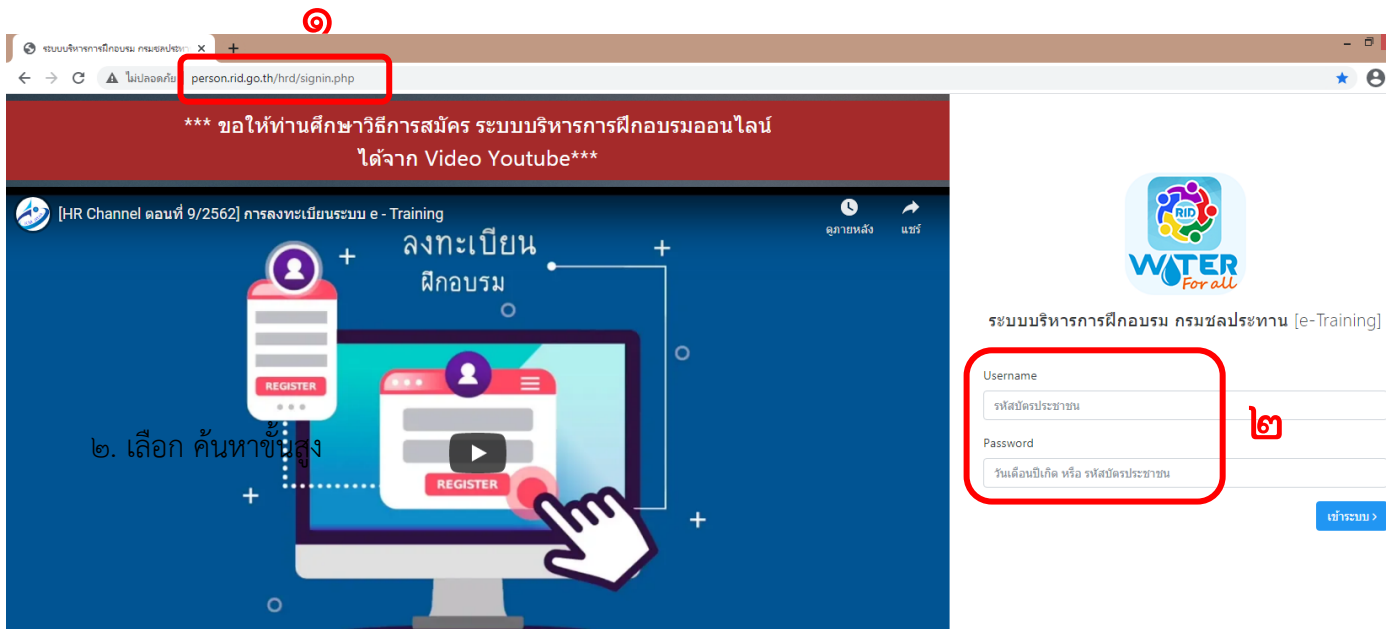 ๑
ระบบบริหารการฝึกอบรม กรมชลประทา
ไม่ปลอดภัย
person.rid.go.th/hrd/signin.php
*** ขอให้ท่านศึกษาวิธีการสมัคร ระบบบริหารการฝึกอบรมออนไลน์
ได้จาก Video Youtube***
[HR Channel ตอนที่ 9/2562] การลงทะเบียนระบบ e - Training
ดูภายหลัง
แชร์
ลงทะเบียน
ฝึกอบรม
REGISTER
REGISTER
๒. เลือก ค้นหาขั้นสูง
RID
WATER
For all
ระบบบริหารการฝึกอบรม กรมชลประทาน [e-Training]
Username
รหัสบัตรประชาชน
๒
Password
วันเดือนปีเกิด หรือ รหัสบัตรประชาชน
เข้าระบบ >